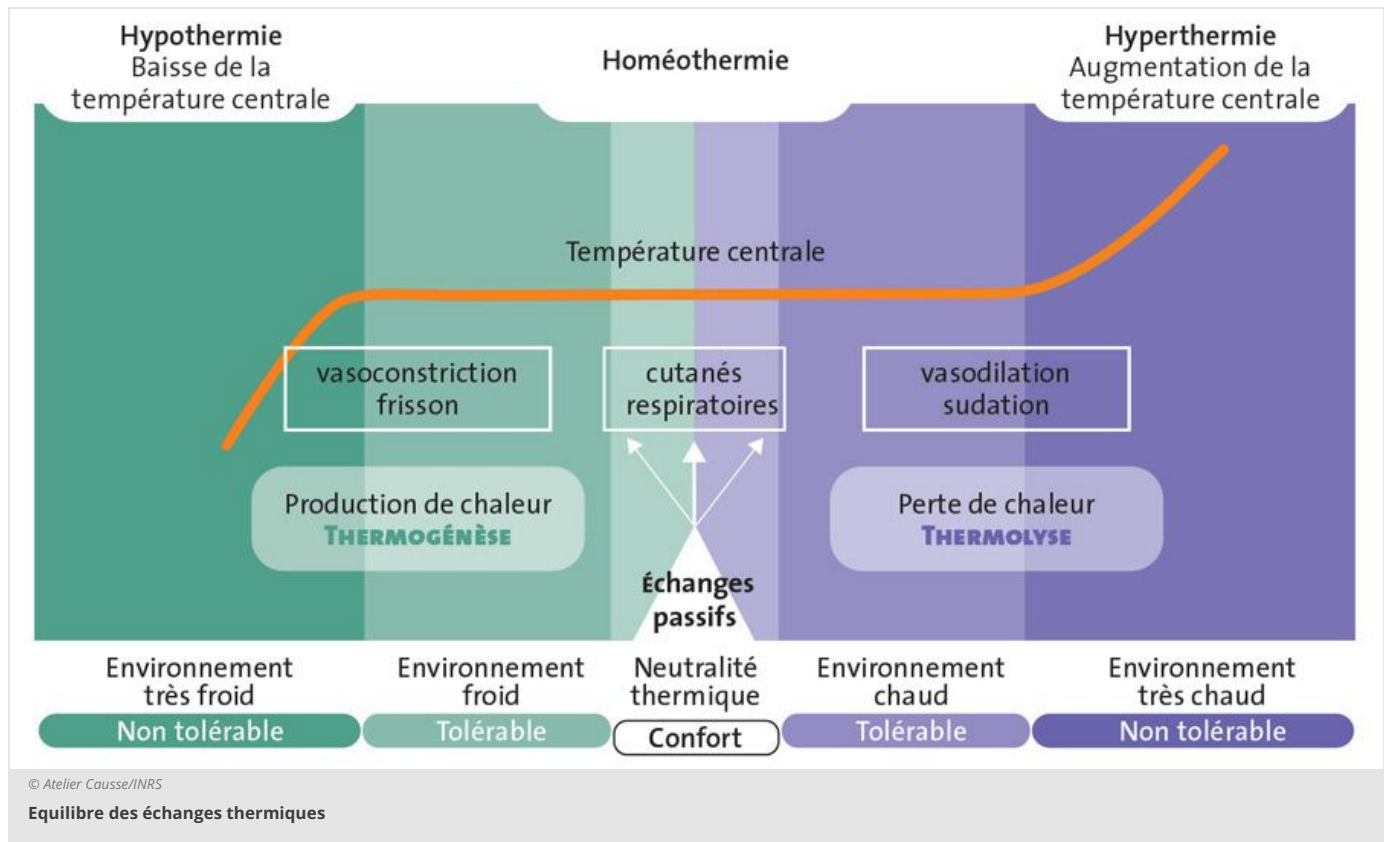 Hypothermie
Baisse de la
température centrale
Homéothermie
Hyperthermie
Augmentation de la
température centrale
Température centrale
vasoconstriction
frisson
cutanés
respiratoires
vasodilation
sudation
Production de chaleur
THERMOGÉNÈSE
Perte de chaleur
THERMOLYSE
Échanges
passifs
Environnement
très froid
Non tolérable
Environnement
froid
Tolérable
Neutralité
thermique
Confort
Environnement
chaud
Tolérable
Environnement
très chaud
Non tolérable
© Atelier Causse/INRS
Equilibre des échanges thermiques